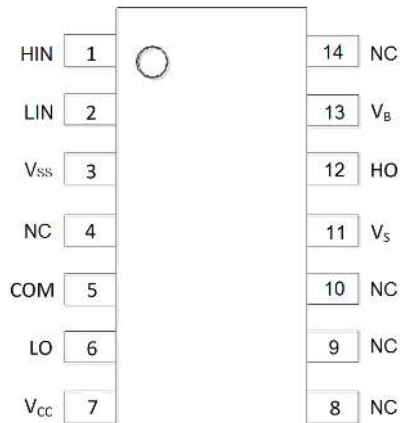 HIN 1 14 NC
LIN 2 13 VB
VSS 3 12 HO
NC 4 11 VS
COM 5 10 NC
LO 6 9 NC
VCC 7 8 NC